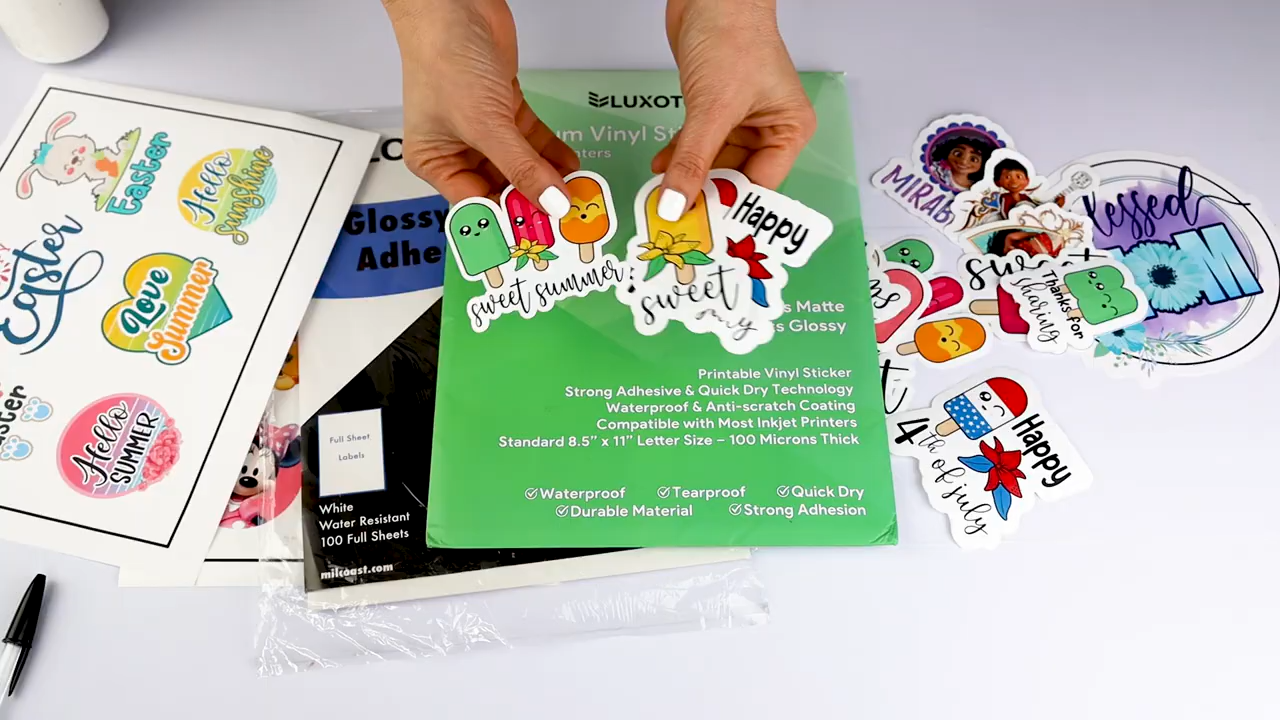 Easter
Hello
Sunshine
Easter
Love
Summer
Hello
SUMMER
Glossy
Full Sheet
Labels
White
Water Resistant
100 Full Sheets
milcoast.com
Vinyl
Matte
Glossy
Printable Vinyl Sticker
Strong Adhesive & Quick Dry Technology
Waterproof & Anti-scratch Coating
Compatible with Most Inkjet Printers
Standard 8.5” x 11” Letter Size – 100 Microns Thick
Waterproof
Tearproof
Quick Dry
Durable Material
Strong Adhesion
sweet summer
Happy
sweet
MOM
Thanks for
sharing
Happy
4th of july